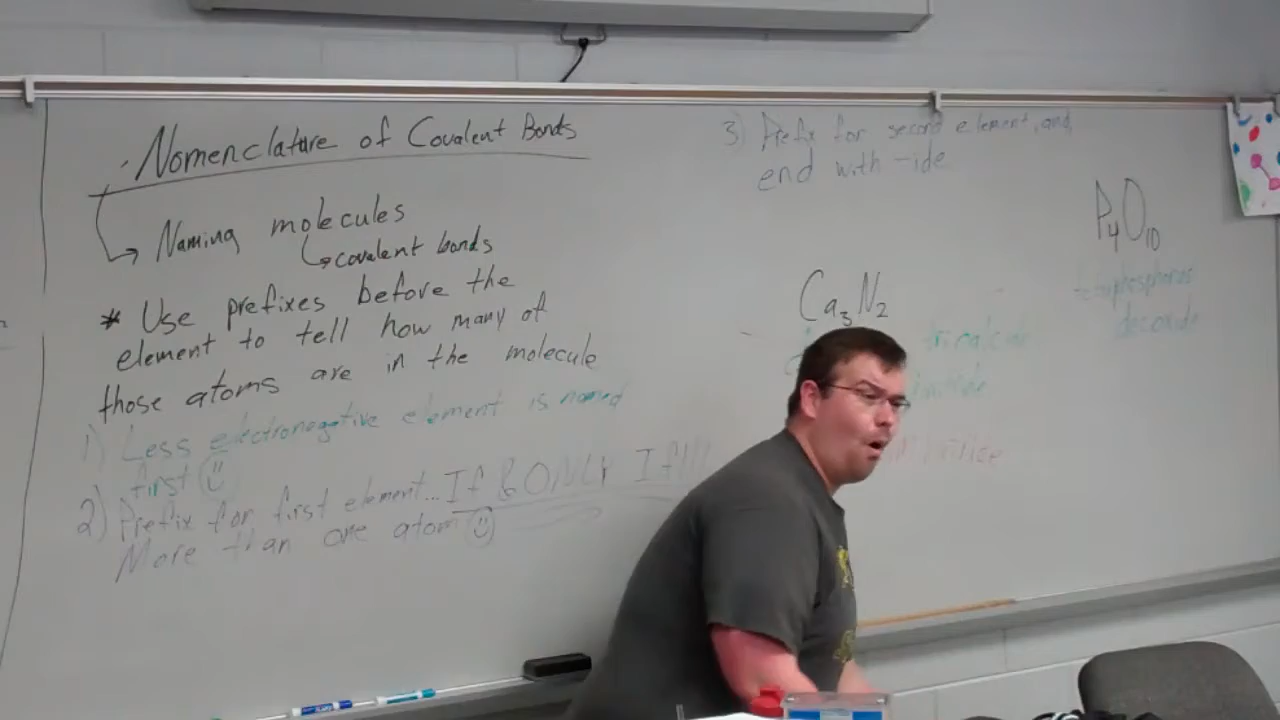 Nomenclature of Covalent Bonds
Naming molecules
covalent bonds
* Use prefixes before the
element to tell how many of
those atoms are in the molecule
1) Less electronegative element is named
first
2) Prefix for first element... If & ONLY If!!!
More than one atom
3) Prefix for second element, and
end with -ide
Ca3N2
P4O10
decoxide